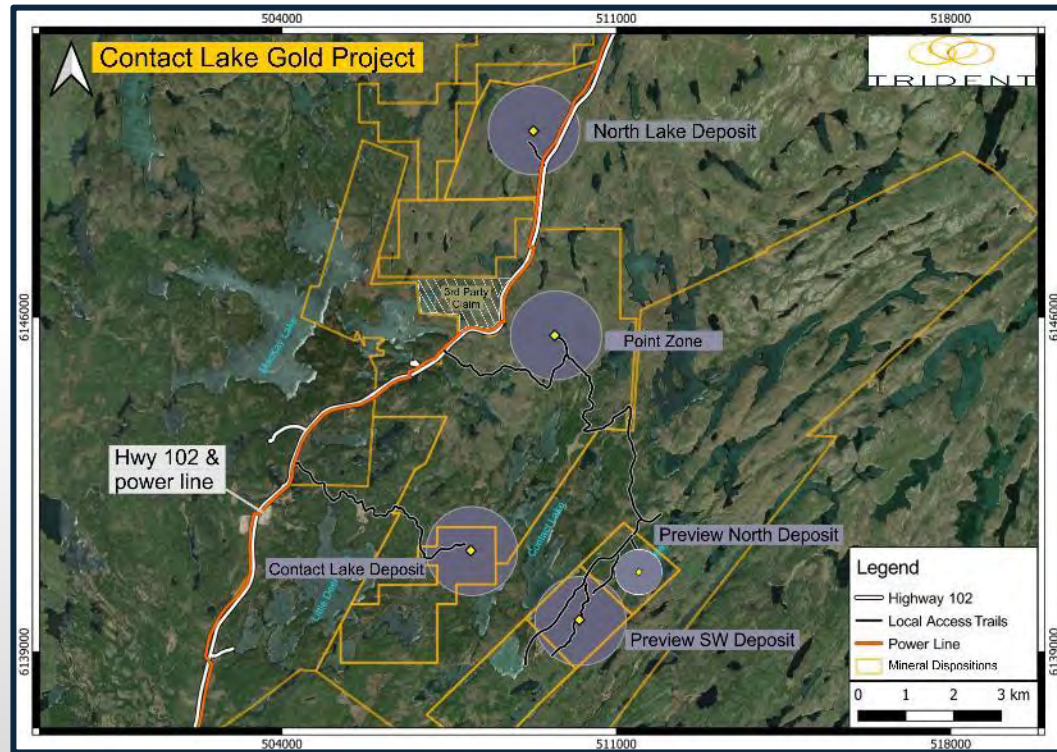 504000
511000
518000
Contact Lake Gold Project
TRIDENT
North Lake Deposit
3rd Party
Claim
6146000
6146000
Point Zone
Hwy 102 &
power line
Contact Lake
Preview North Deposit
Contact Lake Deposit
Preview SW Deposit
6139000
6139000
Legend
Highway 102
Local Access Trails
Power Line
Mineral Dispositions
0 1 2 3 km
504000
511000
518000